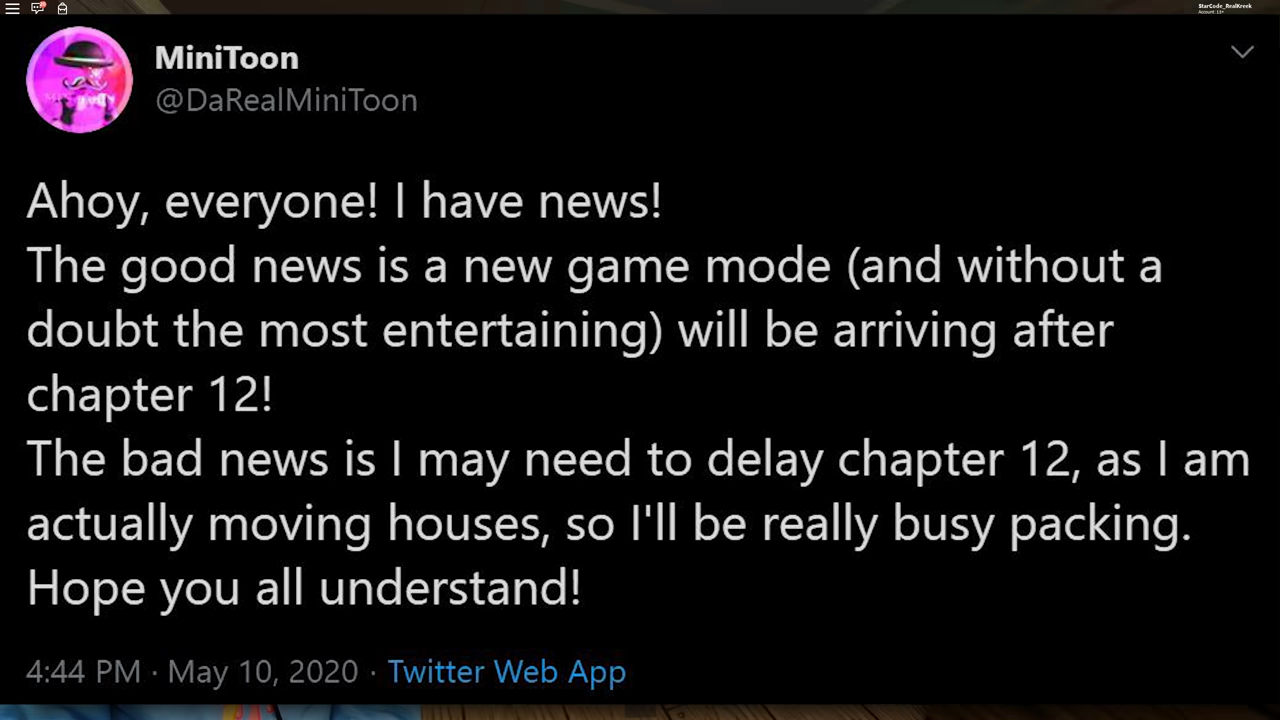 StarCode_RealKreek
Account: 13+
MiniToon
@DaRealMiniToon
Ahoy, everyone! I have news!
The good news is a new game mode (and without a
doubt the most entertaining) will be arriving after
chapter 12!
The bad news is I may need to delay chapter 12, as I am
actually moving houses, so I'll be really busy packing.
Hope you all understand!
4:44 PM · May 10, 2020 · Twitter Web App